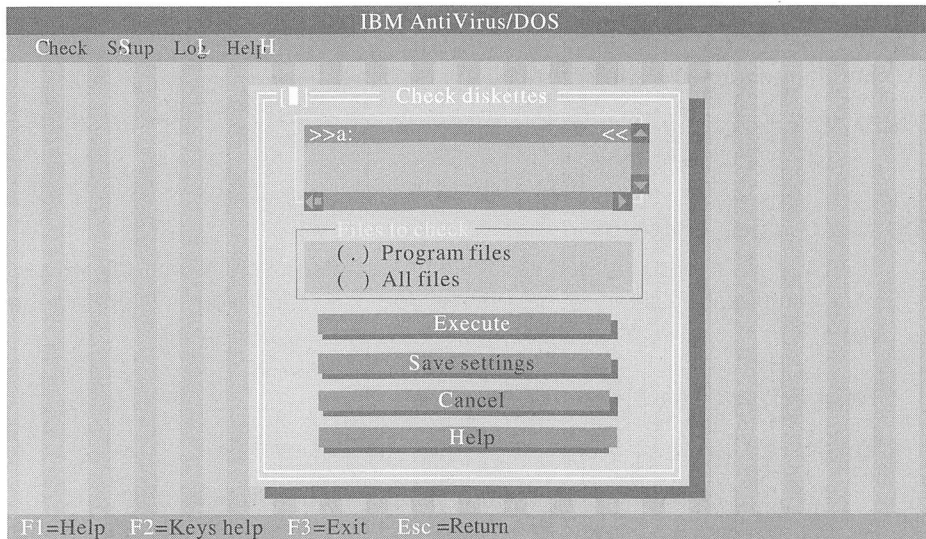 IBM AntiVirus/DOS
Check Setup Log Help
Check diskettes
>>a: <<
Files to check
( . ) Program files
( ) All files
Execute
Save settings
Cancel
Help
F1=Help F2=Keys help F3=Exit Esc =Return